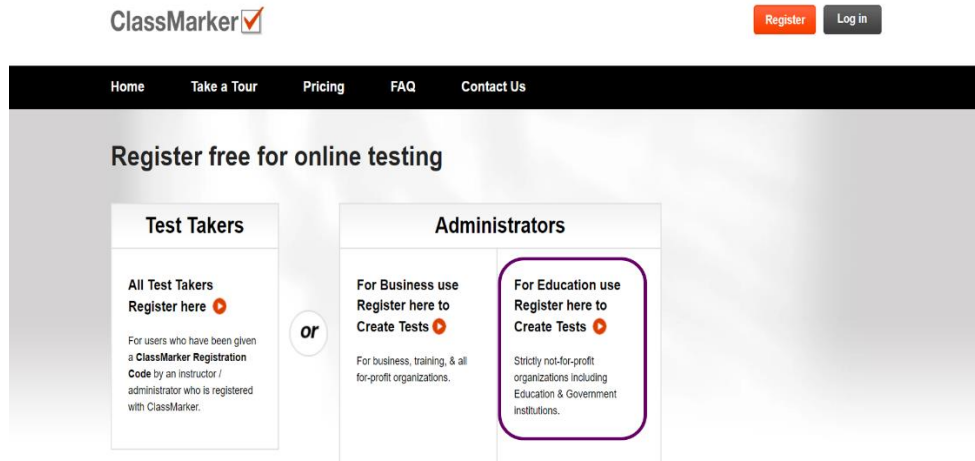 ClassMarker
Register
Log in
Home Take a Tour Pricing FAQ Contact Us
Register free for online testing
Test Takers
All Test Takers
Register here
For users who have been given
a ClassMarker Registration
Code by an instructor /
administrator who is registered
with ClassMarker.
or
Administrators
For Business use
Register here to
Create Tests
For business, training, & all
for-profit organizations.
For Education use
Register here to
Create Tests
Strictly not-for-profit
organizations including
Education & Government
institutions.